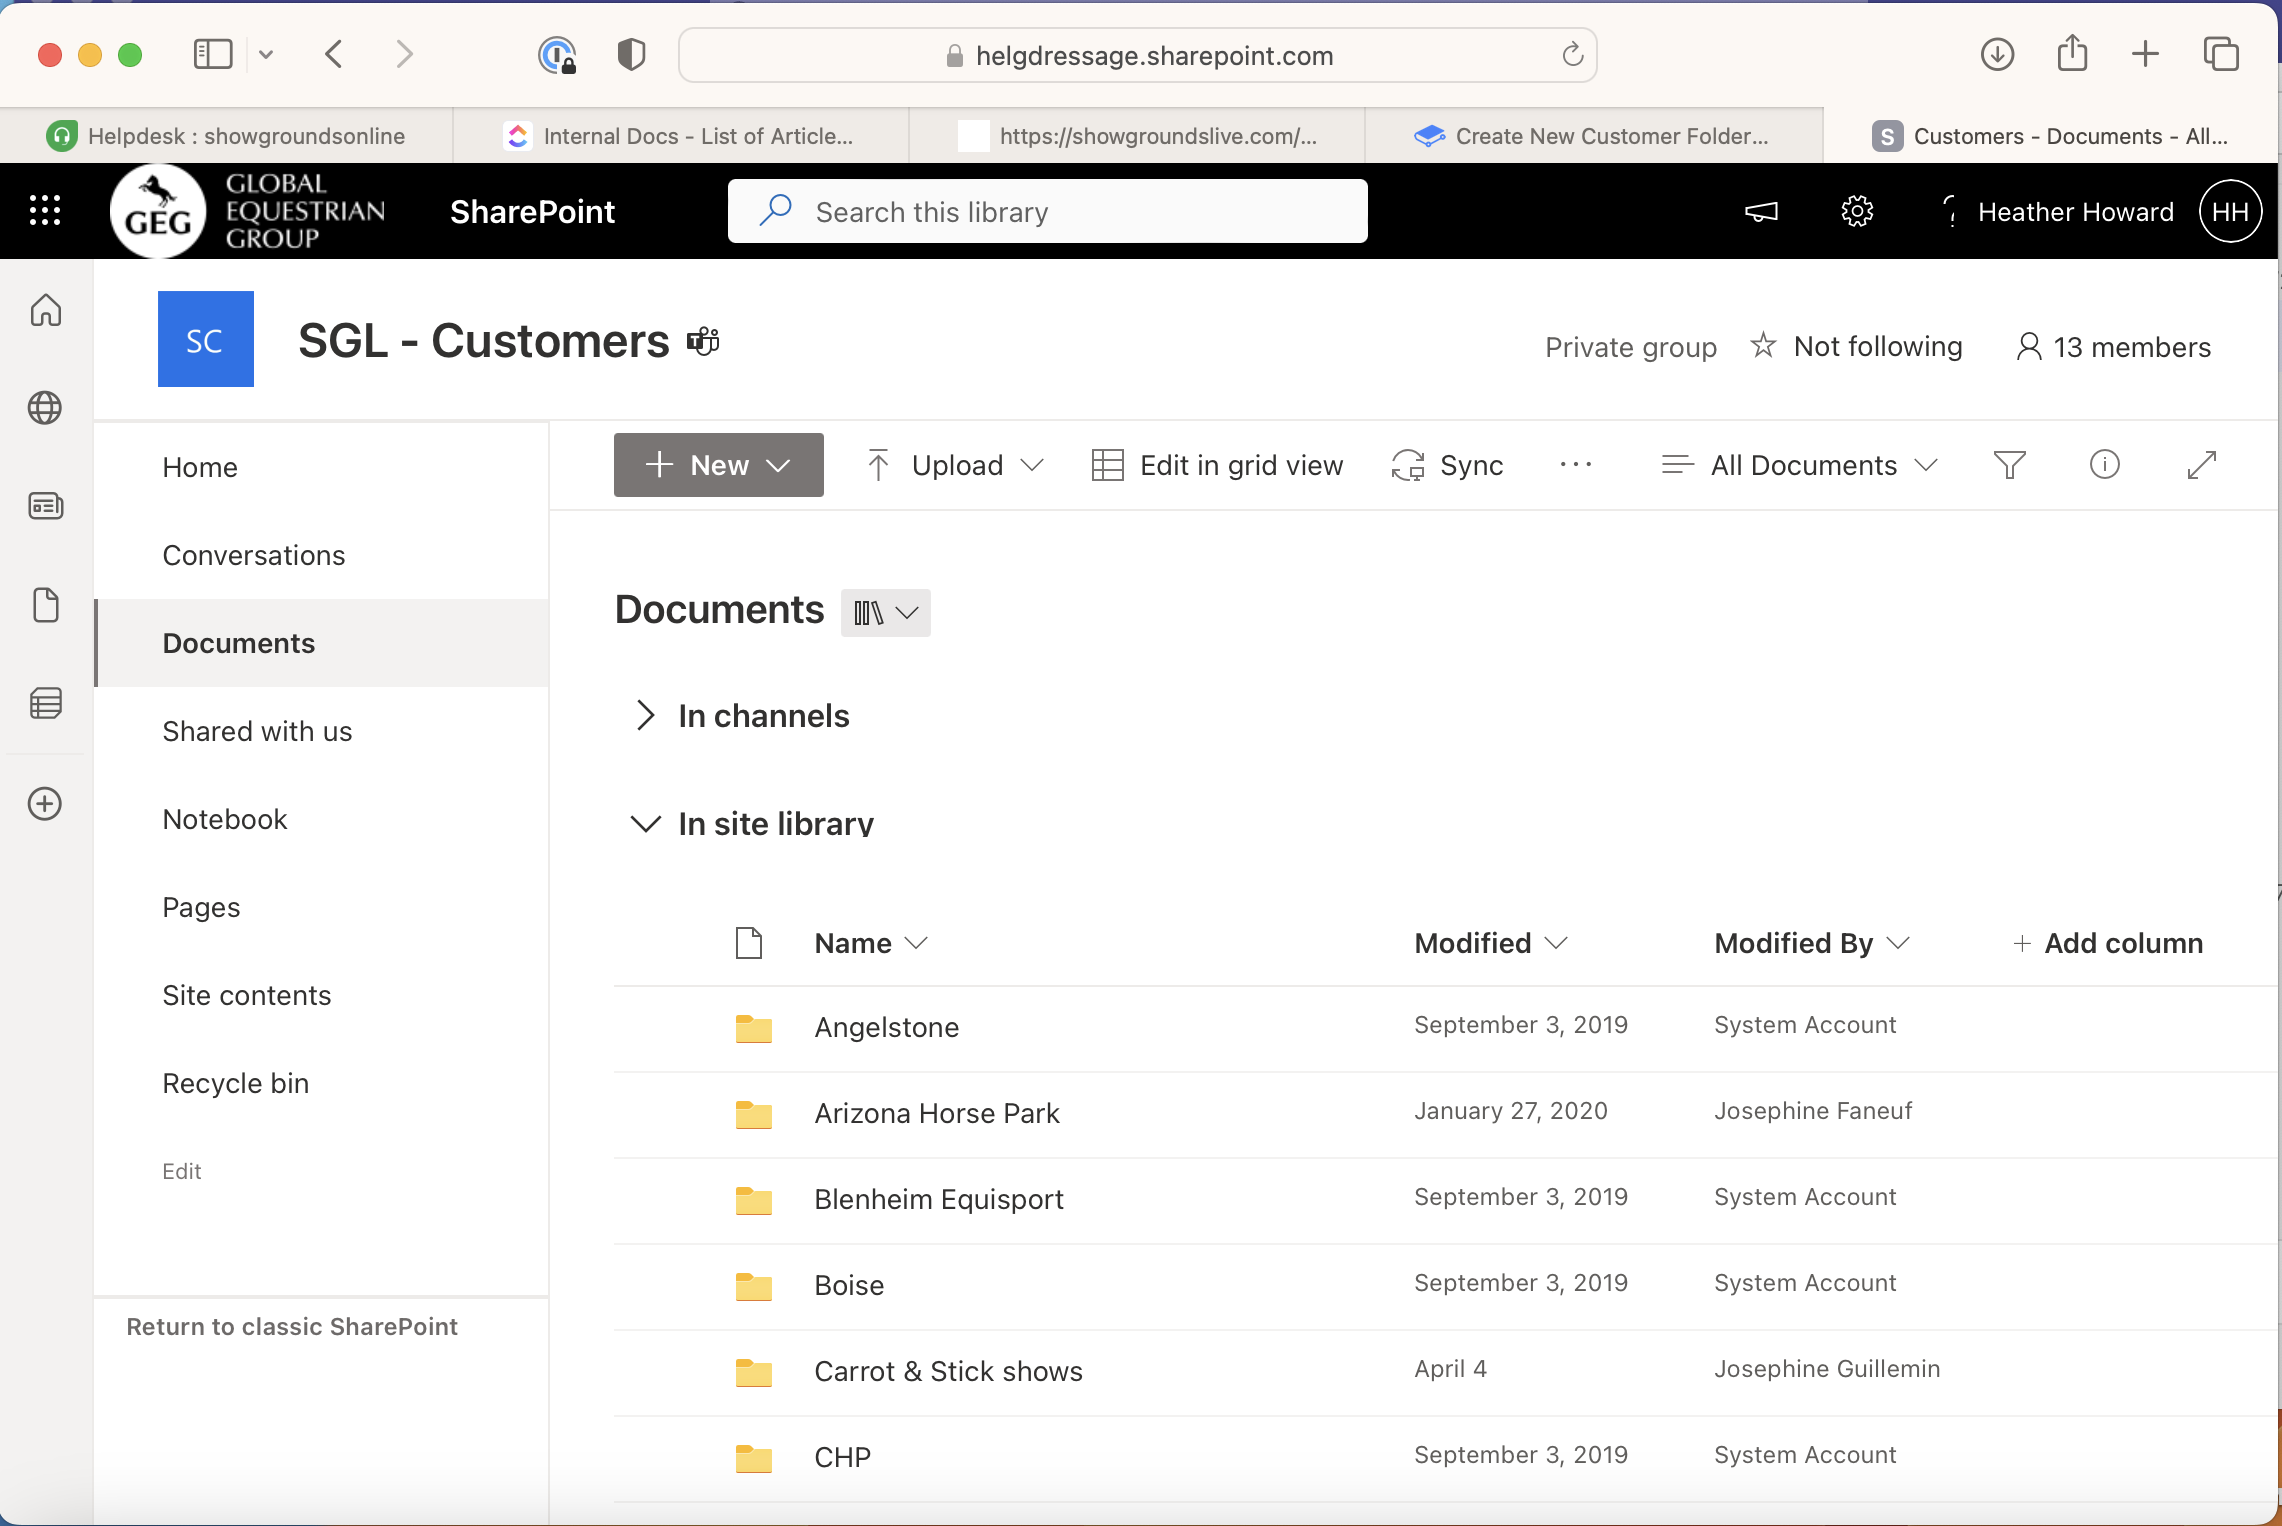 helgdressage.sharepoint.com
Helpdesk : showgroundsonline
Internal Docs - List of Article...
https://showgroundslive.com/...
Create New Customer Folder...
S
Customers - Documents - All...
GEG
GLOBAL
EQUESTRIAN
GROUP
SharePoint
Search this library
?
Heather Howard
HH
SC
SGL - Customers
Private group
Not following
13 members
Home
Conversations
Documents
Shared with us
Notebook
Pages
Site contents
Recycle bin
Edit
Return to classic SharePoint
New
Upload
Edit in grid view
Sync
...
All Documents
Documents
In channels
In site library
Name
Modified
Modified By
+ Add column
Angelstone
September 3, 2019
System Account
Arizona Horse Park
January 27, 2020
Josephine Faneuf
Blenheim Equisport
September 3, 2019
System Account
Boise
September 3, 2019
System Account
Carrot & Stick shows
April 4
Josephine Guillemin
CHP
September 3, 2019
System Account